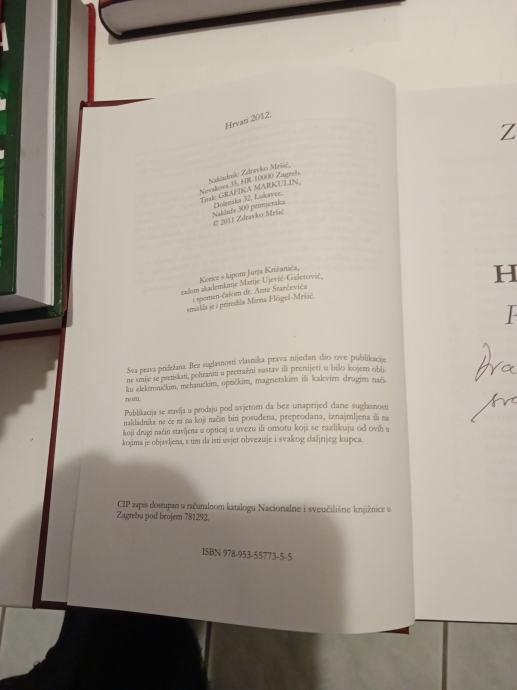 Hrvati 2012.
Nakladnik: Zdravko Mršić,
Novakova 35, HR-10000 Zagreb.
Tisak: GRAFIKA MARKULIN,
Dolenska 32, Lukavec.
Naklada 300 primjeraka
© 2011 Zdravko Mršić
Korice s kipom Jurja Križanića,
radom akademkinje Marije Ujević-Galetović,
i spomen-čašom dr. Ante Starčevića
smislila je i priredila Mirna Flögel-Mršić.
Sva prava pridržana. Bez suglasnosti vlasnika prava nijedan dio ove publikacije
ne smije se pretiskati, pohraniti u pretražni sustav ili prenijeti u bilo kojem obli-
ku elektroničkim, mehaničkim, optičkim, magnetskim ili kakvim drugim nači-
nom.
Publikacija se stavlja u prodaju pod uvjetom da bez unaprijed dane suglasnosti
nakladnika ne će ni na koji način biti posuđena, preprodana, iznajmljena ili na
koji drugi način stavljena u opticaj u uvezu ili omotu koji se razlikuju od ovih u
kojima je objavljena, s tim da isti uvjet obvezuje i svakog daljnjeg kupca.
CIP zapis dostupan u računalnom katalogu Nacionalne i sveučilišne knjižnice u
Zagrebu pod brojem 781292.
ISBN 978-953-55773-5-5
Z
H